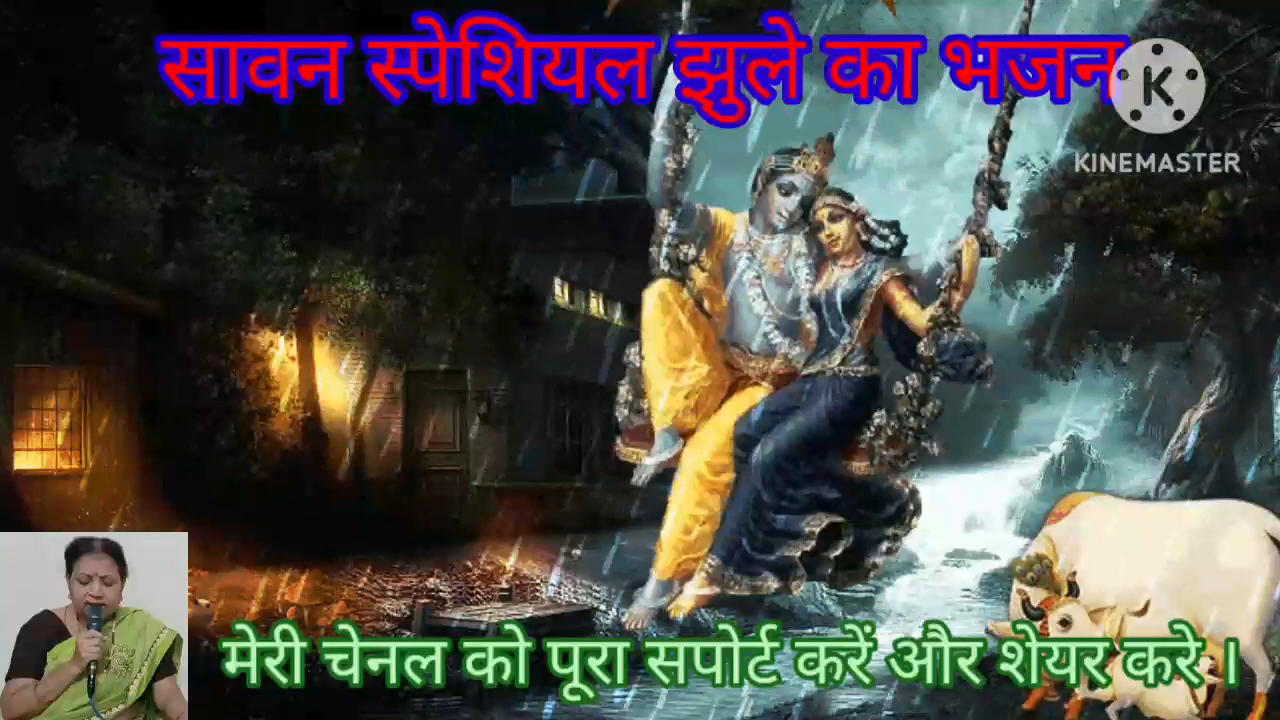 सावन स्पेशियल झुले का भजन
K
KINEMASTER
मेरी चेनल को पूरा सपोर्ट करें और शेयर करे ।